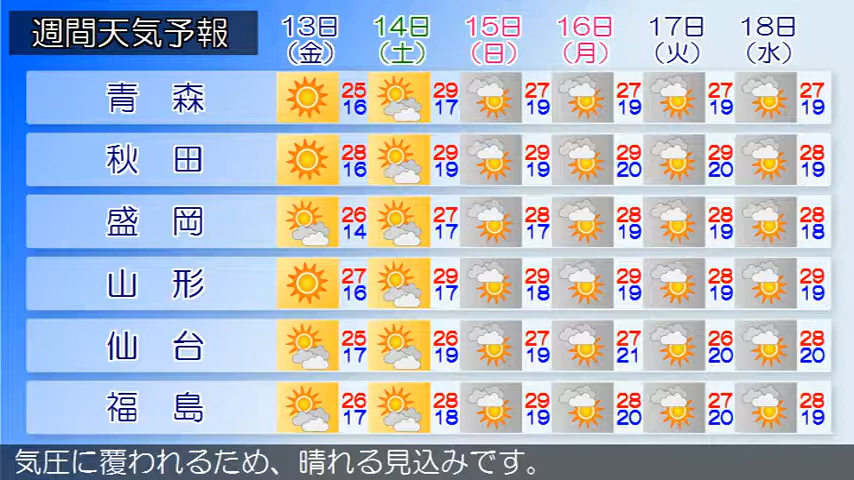 週間天気予報 13日 14日 15日 16日 17日 18日
(金) (土) (日) (月) (火) (水)
青森 25 16 29 17 27 19 27 19 27 19 27 19
秋田 28 16 29 19 29 19 29 20 29 20 28 19
盛岡 26 14 27 17 28 17 28 19 28 19 28 18
山形 27 16 29 17 29 18 29 19 28 19 29 19
仙台 25 17 26 19 27 19 27 21 26 20 28 20
福島 26 17 28 18 29 19 28 20 27 20 28 19
気圧に覆われるため、晴れる見込みです。